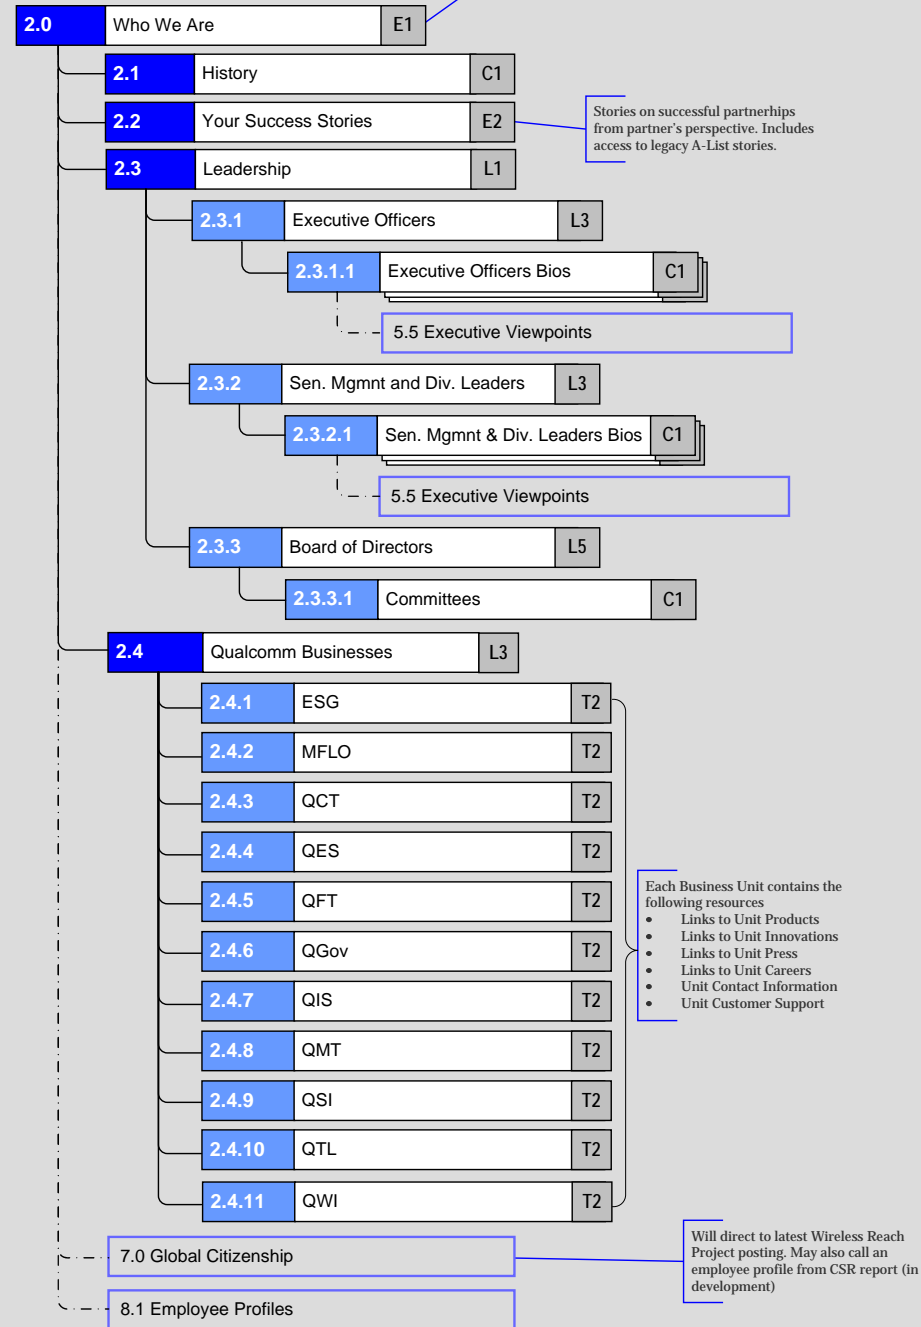 2.0 Who We Are E1
2.1 History C1
2.2 Your Success Stories E2
Stories on successful partnerhips
from partner's perspective. Includes
access to legacy A-List stories.
2.3 Leadership L1
2.3.1 Executive Officers L3
2.3.1.1 Executive Officers Bios C1
5.5 Executive Viewpoints
2.3.2 Sen. Mgmnt and Div. Leaders L3
2.3.2.1 Sen. Mgmnt & Div. Leaders Bios C1
5.5 Executive Viewpoints
2.3.3 Board of Directors L5
2.3.3.1 Committees C1
2.4 Qualcomm Businesses L3
2.4.1 ESG T2
2.4.2 MFLO T2
2.4.3 QCT T2
2.4.4 QES T2
2.4.5 QFT T2
2.4.6 QGov T2
2.4.7 QIS T2
2.4.8 QMT T2
2.4.9 QSI T2
2.4.10 QTL T2
2.4.11 QWI T2
Each Business Unit contains the
following resources
• Links to Unit Products
• Links to Unit Innovations
• Links to Unit Press
• Links to Unit Careers
• Unit Contact Information
• Unit Customer Support
7.0 Global Citizenship
Will direct to latest Wireless Reach
Project posting. May also call an
employee profile from CSR report (in
development)
8.1 Employee Profiles